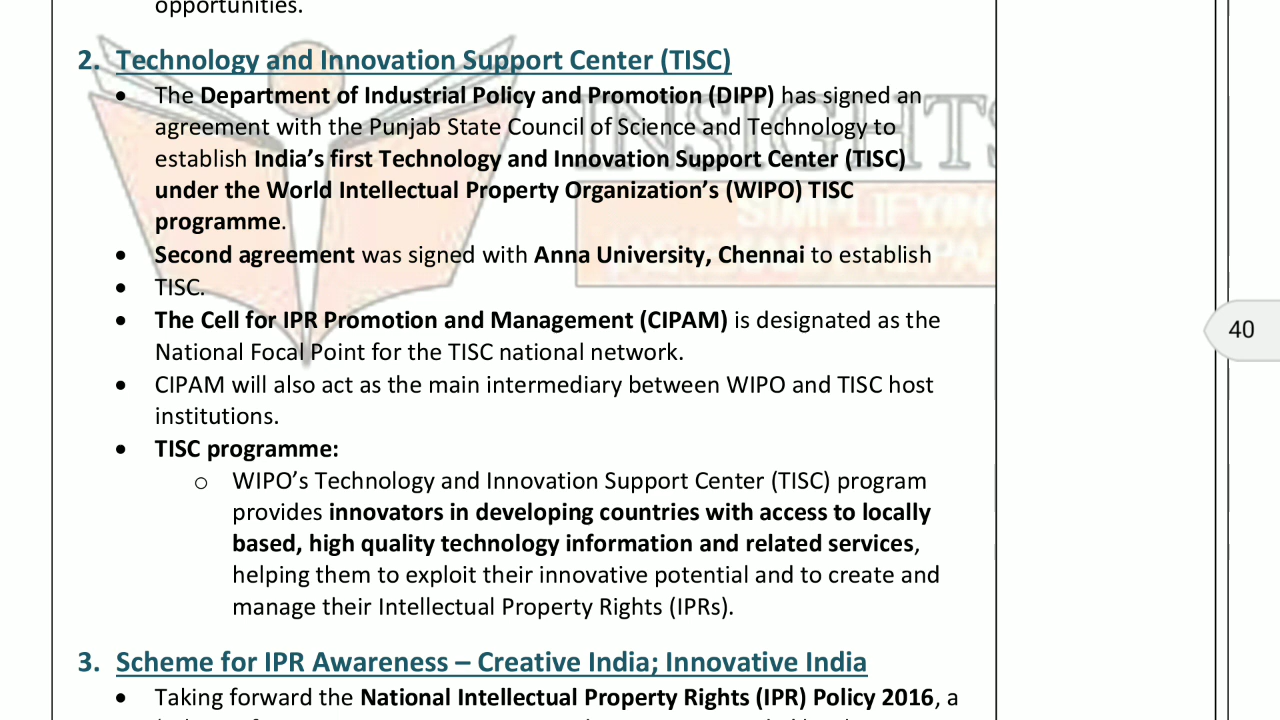 opportunities.
2. Technology and Innovation Support Center (TISC)
• The Department of Industrial Policy and Promotion (DIPP) has signed an
agreement with the Punjab State Council of Science and Technology to
establish India’s first Technology and Innovation Support Center (TISC)
under the World Intellectual Property Organization’s (WIPO) TISC
programme.
• Second agreement was signed with Anna University, Chennai to establish
• TISC.
• The Cell for IPR Promotion and Management (CIPAM) is designated as the
National Focal Point for the TISC national network.
• CIPAM will also act as the main intermediary between WIPO and TISC host
institutions.
• TISC programme:
o WIPO’s Technology and Innovation Support Center (TISC) program
provides innovators in developing countries with access to locally
based, high quality technology information and related services,
helping them to exploit their innovative potential and to create and
manage their Intellectual Property Rights (IPRs).
3. Scheme for IPR Awareness – Creative India; Innovative India
• Taking forward the National Intellectual Property Rights (IPR) Policy 2016, a
INSIGHTS
SIMPLIFYING
40